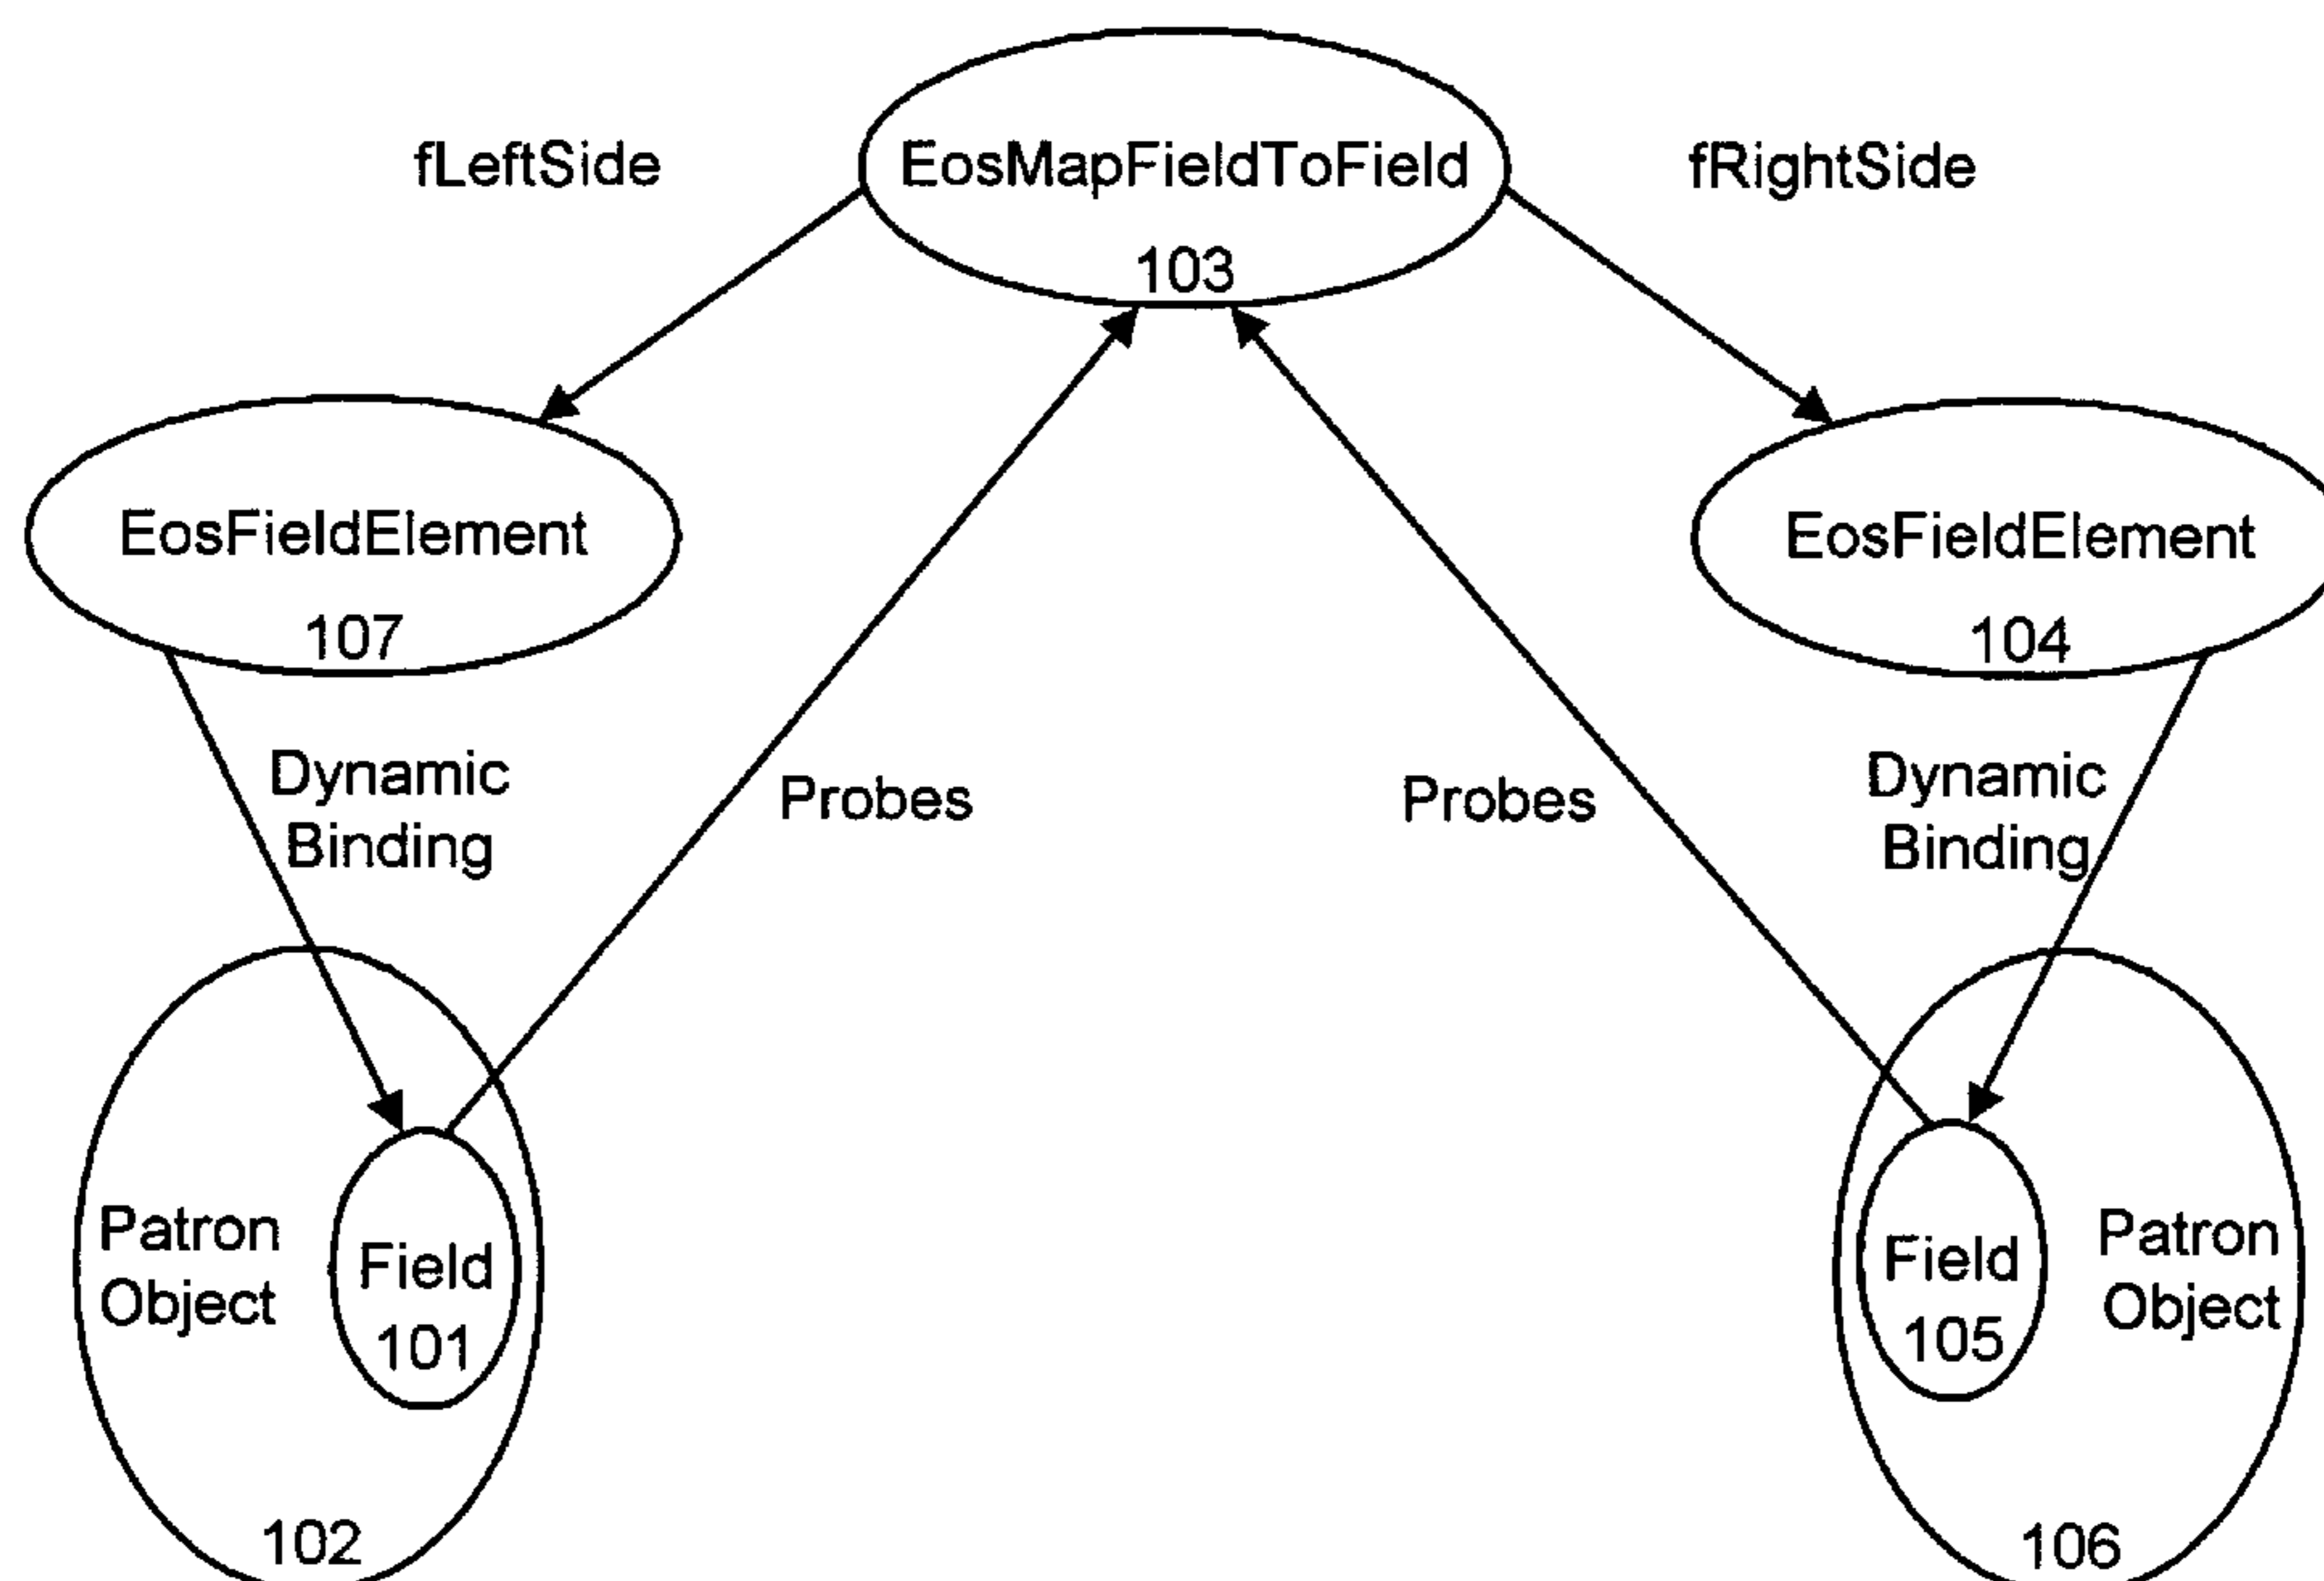 fLeftSide
EosMapFieldToField
fRightSide
103
EosFieldElement
EosFieldElement
107
104
Dynamic
Binding
Probes
Probes
Dynamic
Binding
Patron
Object
Field
101
Field
105
Patron
Object
102
106